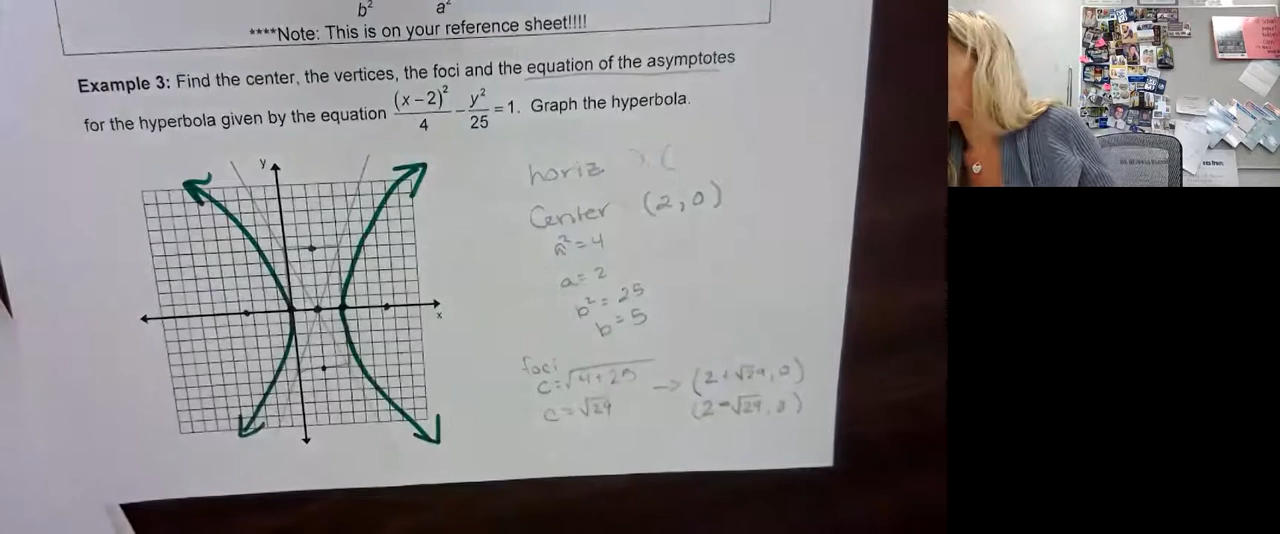 b² a²
****Note: This is on your reference sheet!!!!
Example 3: Find the center, the vertices, the foci and the equation of the asymptotes
for the hyperbola given by the equation (x − 2)²/4 − y²/25 = 1. Graph the hyperbola.
y
x
horiz
Center (2,0)
a²=4
a=2
b²=25
b=5
foci
c=√4+25 → (2+√29, 0)
c=√29 (2-√29, 0)